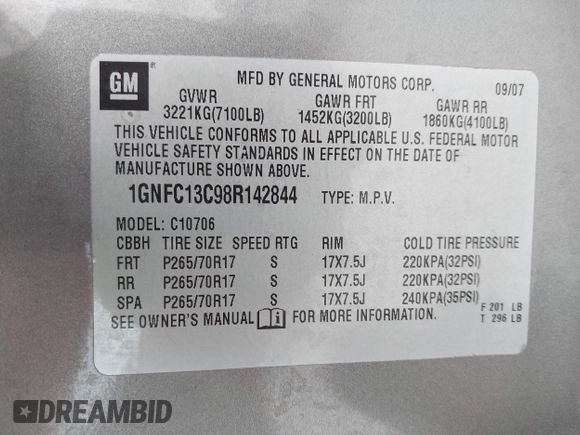 GM
MFD BY GENERAL MOTORS CORP. 09/07
GVWR GAWR FRT GAWR RR
3221KG(7100LB) 1452KG(3200LB) 1860KG(4100LB)
THIS VEHICLE CONFORMS TO ALL APPLICABLE U.S. FEDERAL MOTOR
VEHICLE SAFETY STANDARDS IN EFFECT ON THE DATE OF
MANUFACTURE SHOWN ABOVE.
1GNFC13C98R142844 TYPE: M.P.V.
MODEL: C10706
CBBH TIRE SIZE SPEED RTG RIM COLD TIRE PRESSURE
FRT P265/70R17 S 17X7.5J 220KPA(32PSI)
RR P265/70R17 S 17X7.5J 220KPA(32PSI)
SPA P265/70R17 S 17X7.5J 240KPA(35PSI)
F 201 LB
T 296 LB
SEE OWNER'S MANUAL FOR MORE INFORMATION.
DREAMBID